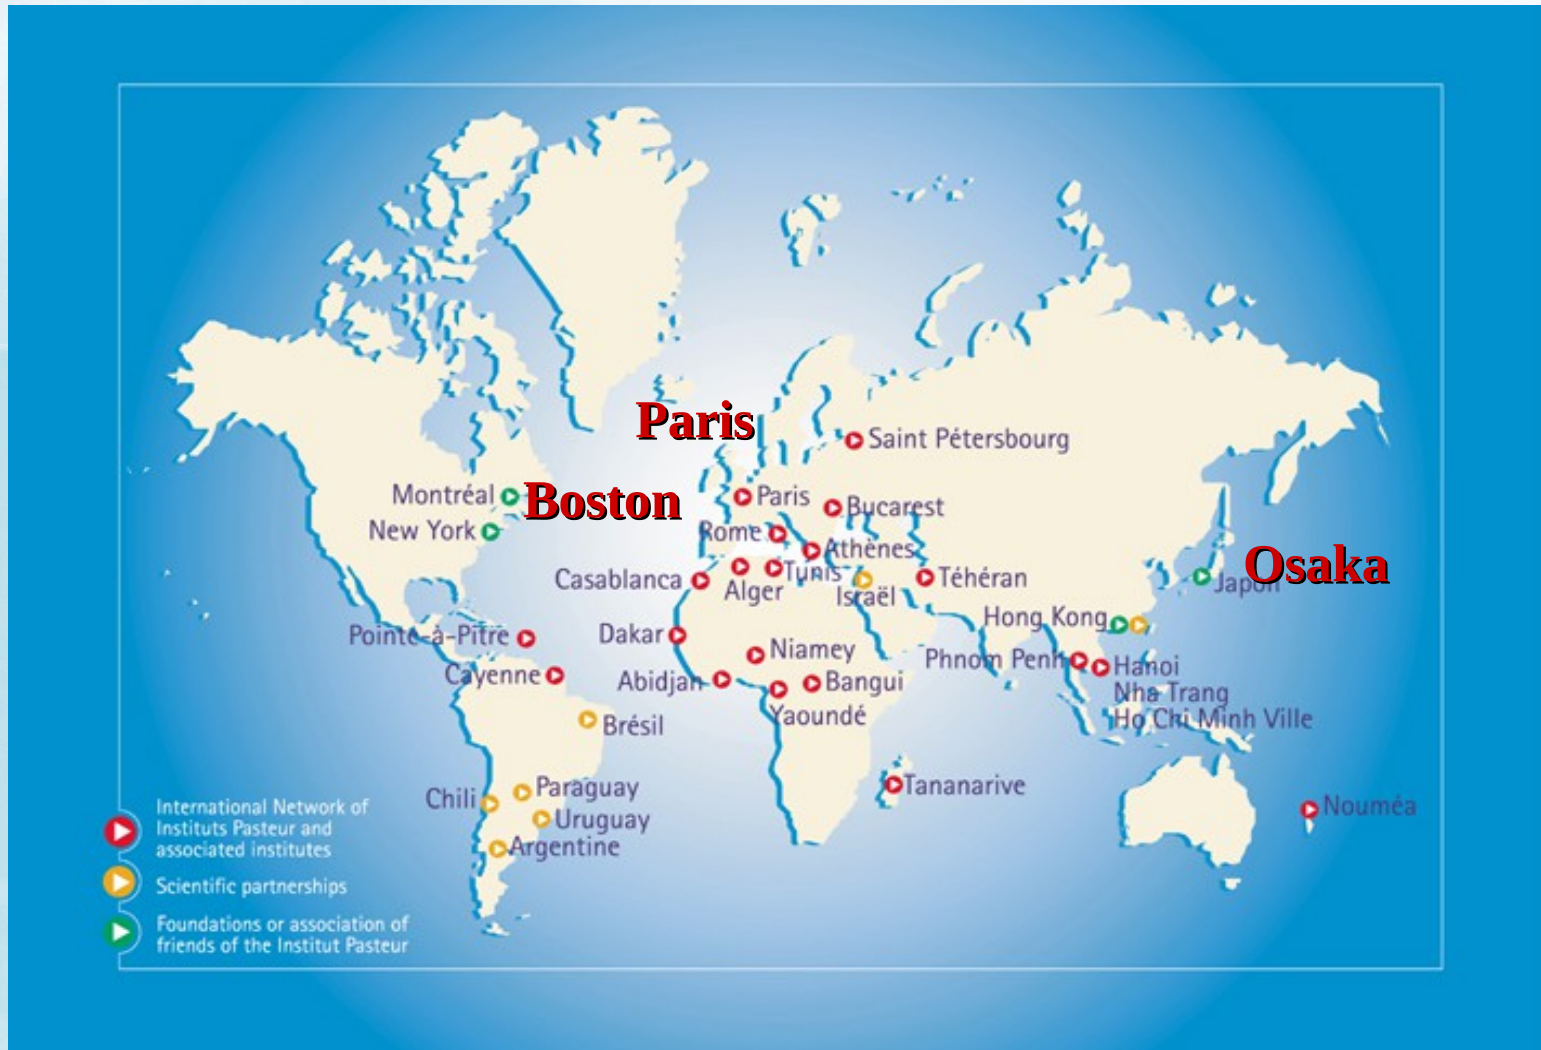 Paris
Saint Pétersbourg
Montréal
Boston
Paris
Bucarest
New York
Rome
Athènes
Osaka
Casablanca
Alger
Tunis
Israël
Téhéran
Japon
Hong Kong
Pointe-à-Pitre
Dakar
Niamey
Phnom Penh
Hanoi
Nha Trang
Ho Chi Minh Ville
Cayenne
Abidjan
Bangui
Yaoundé
Brésil
Chili
Paraguay
Uruguay
Argentine
Tananarive
Nouméa
International Network of
Instituts Pasteur and
associated institutes
Scientific partnerships
Foundations or association of
friends of the Institut Pasteur